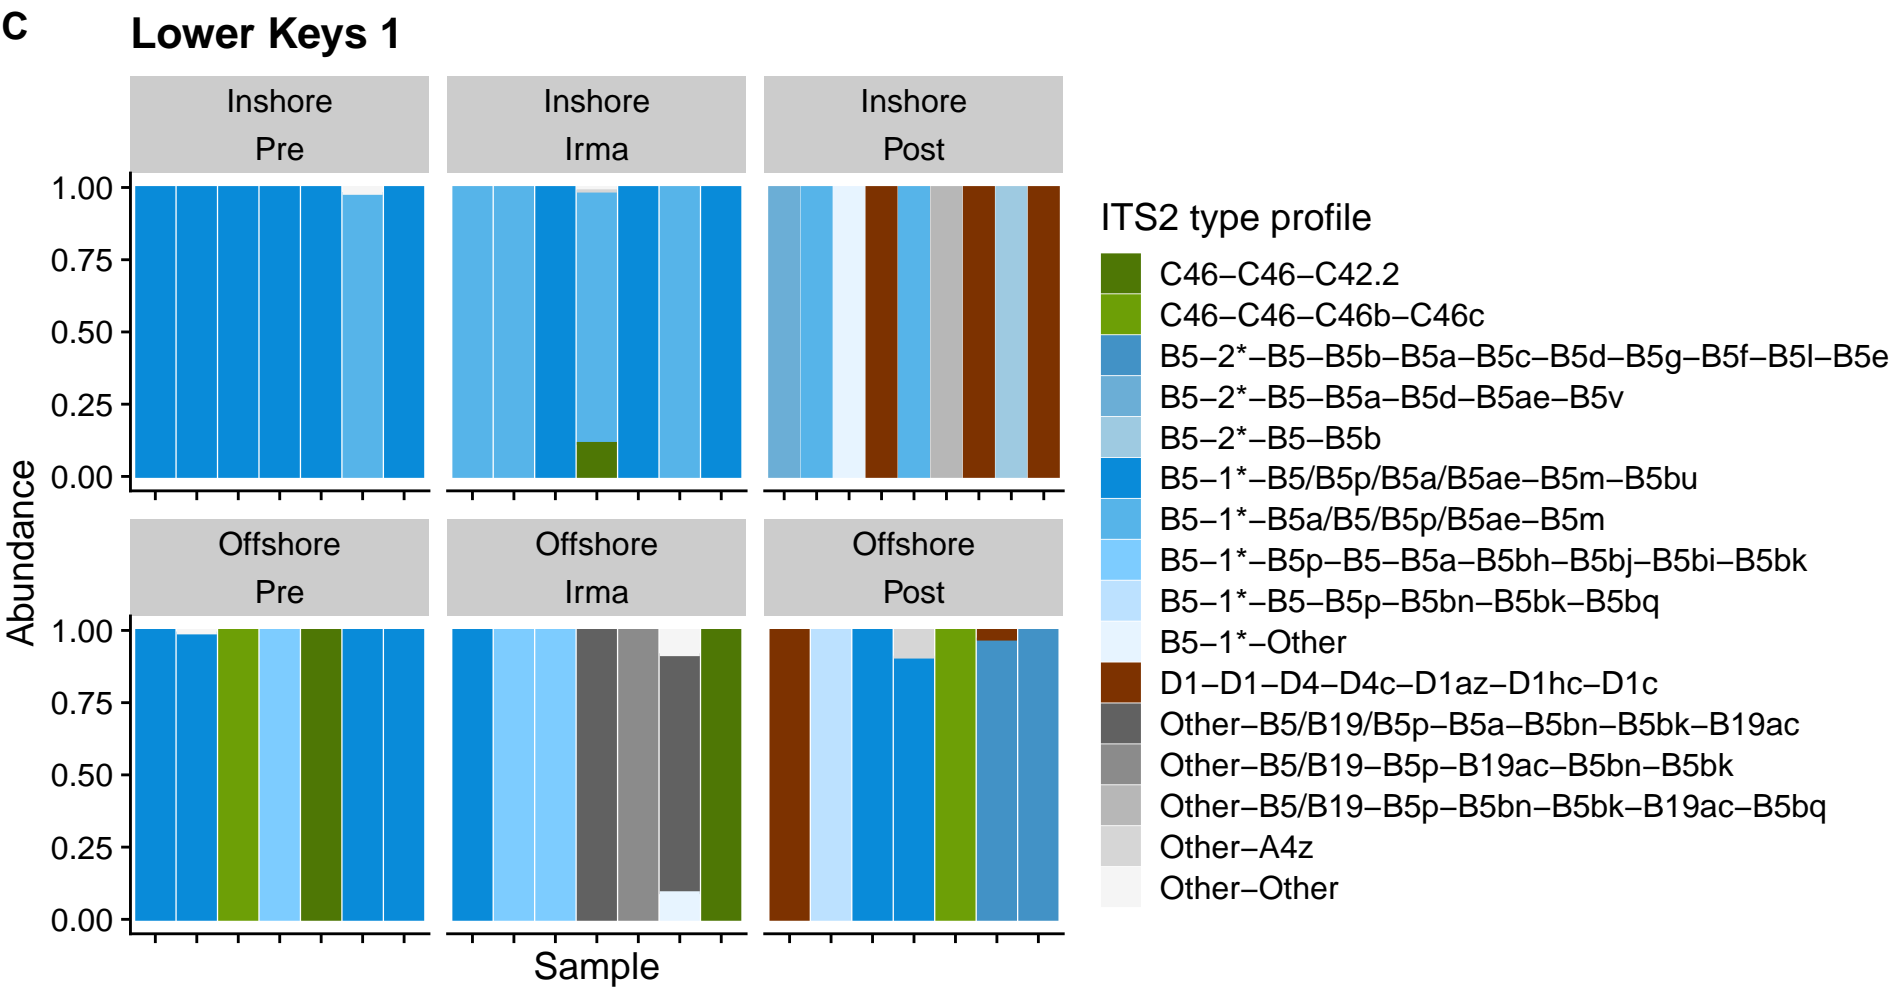 C
Lower Keys 1
Inshore
Pre
Inshore
Irma
Inshore
Post
1.00
0.75
0.50
0.25
0.00
Offshore
Pre
Offshore
Irma
Offshore
Post
1.00
0.75
0.50
0.25
0.00
Abundance
Sample
ITS2 type profile
C46−C46−C42.2
C46−C46−C46b−C46c
B5−2*−B5−B5b−B5a−B5c−B5d−B5g−B5f−B5l−B5e
B5−2*−B5−B5a−B5d−B5ae−B5v
B5−2*−B5−B5b
B5−1*−B5/B5p/B5a/B5ae−B5m−B5bu
B5−1*−B5a/B5/B5p/B5ae−B5m
B5−1*−B5p−B5−B5a−B5bh−B5bj−B5bi−B5bk
B5−1*−B5−B5p−B5bn−B5bk−B5bq
B5−1*−Other
D1−D1−D4−D4c−D1az−D1hc−D1c
Other−B5/B19/B5p−B5a−B5bn−B5bk−B19ac
Other−B5/B19−B5p−B19ac−B5bn−B5bk
Other−B5/B19−B5p−B5bn−B5bk−B19ac−B5bq
Other−A4z
Other−Other